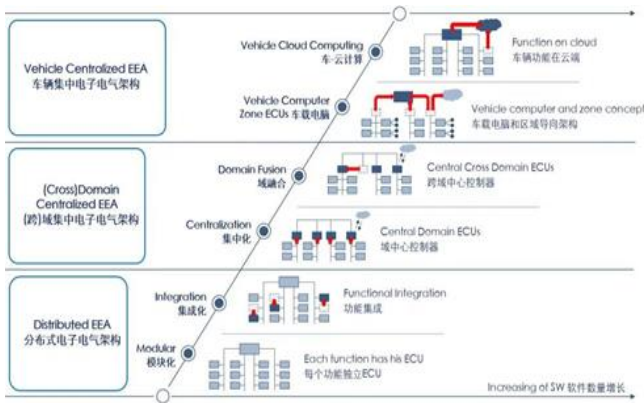 Vehicle Centralized EEA
车辆集中电子电气架构
Vehicle Cloud Computing
车-云计算
Function on cloud
车辆功能在云端
Vehicle Computer
Zone ECUs 车载电脑
Vehicle computer and zone concept
车载电脑和区域导向架构
(Cross)Domain
Centralized EEA
(跨)域集中电子电气架构
Domain Fusion
域融合
Central Cross Domain ECUs
跨域中心控制器
Centralization
集中化
Central Domain ECUs
域中心控制器
Distributed EEA
分布式电子电气架构
Integration
集成化
Functional Integration
功能集成
Modular
模块化
Each function has his ECU
每个功能独立ECU
Increasing of SW 软件数量增长